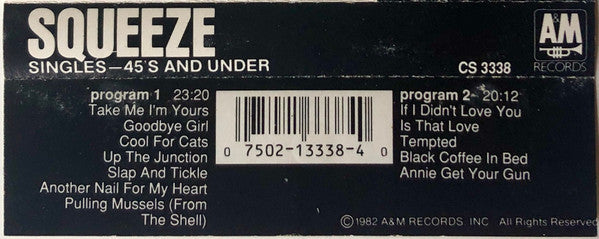 SQUEEZE
SINGLES—45'S AND UNDER
CS 3338
A&M
RECORDS
program 1 23:20
Take Me I'm Yours
Goodbye Girl
Cool For Cats
Up The Junction
Slap And Tickle
Another Nail For My Heart
Pulling Mussels (From
The Shell)
0 7502-13338-4 0
program 2 20:12
If I Didn't Love You
Is That Love
Tempted
Black Coffee In Bed
Annie Get Your Gun
©1982 A&M RECORDS, INC. All Rights Reserved